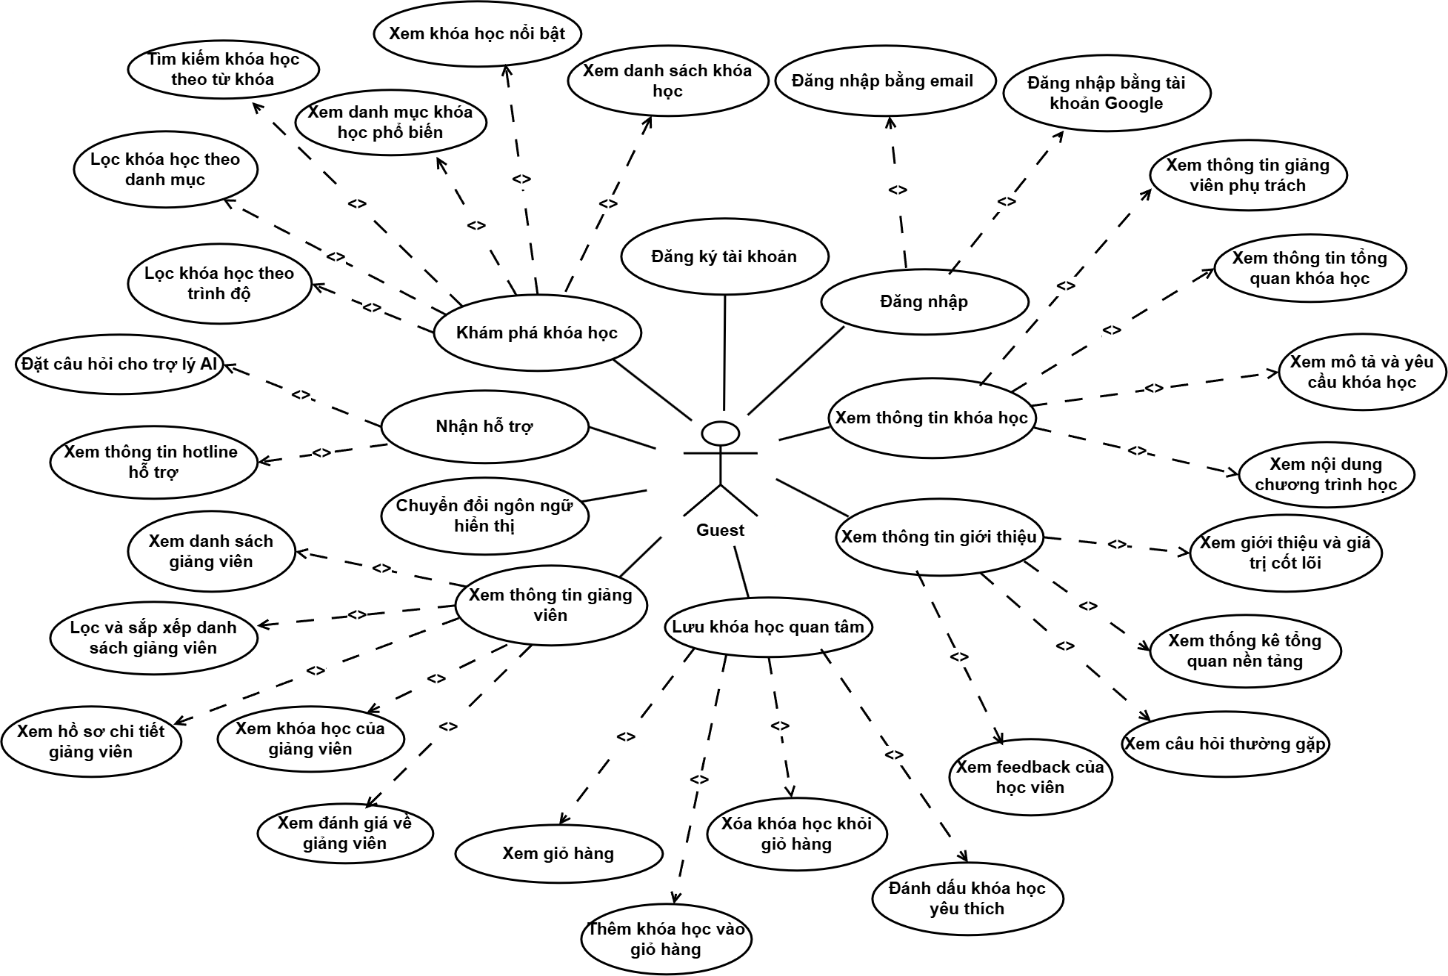 Xem khóa học nổi bật
Tìm kiếm khóa học
theo từ khóa
Xem danh sách khóa
học
Đăng nhập bằng email
Đăng nhập bằng tài
khoản Google
Xem danh mục khóa
học phổ biến
Lọc khóa học theo
danh mục
Xem thông tin giảng
viên phụ trách
<>
<>
<>
<>
<>
<>
<>
Đăng ký tài khoản
Xem thông tin tổng
quan khóa học
Lọc khóa học theo
trình độ
<>
<>
<>
Đăng nhập
Khám phá khóa học
<>
Đặt câu hỏi cho trợ lý AI
Xem mô tả và yêu
cầu khóa học
<>
<>
Xem thông tin khóa học
Nhận hỗ trợ
Xem thông tin hotline
hỗ trợ
<>
<>
Xem nội dung
chương trình học
Chuyển đổi ngôn ngữ
hiển thị
Guest
Xem thông tin giới thiệu
<>
Xem giới thiệu và giá
trị cốt lõi
Xem danh sách
giảng viên
<>
Xem thông tin giảng
viên
<>
<>
Lọc và sắp xếp danh
sách giảng viên
Lưu khóa học quan tâm
Xem thống kê tổng
quan nền tảng
<>
<>
<>
<>
Xem hồ sơ chi tiết
giảng viên
Xem khóa học của
giảng viên
<>
<>
<>
<>
<>
Xem câu hỏi thường gặp
Xem feedback của
học viên
Xem đánh giá về
giảng viên
Xem giỏ hàng
Xóa khóa học khỏi
giỏ hàng
Đánh dấu khóa học
yêu thích
Thêm khóa học vào
giỏ hàng